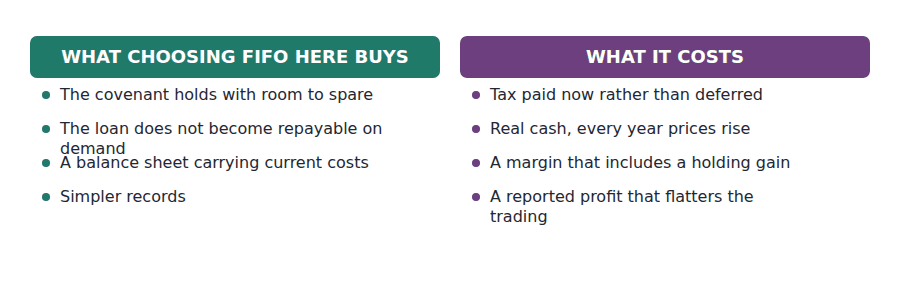 WHAT CHOOSING FIFO HERE BUYS
The covenant holds with room to spare
The loan does not become repayable on
demand
A balance sheet carrying current costs
Simpler records
WHAT IT COSTS
Tax paid now rather than deferred
Real cash, every year prices rise
A margin that includes a holding gain
A reported profit that flatters the
trading